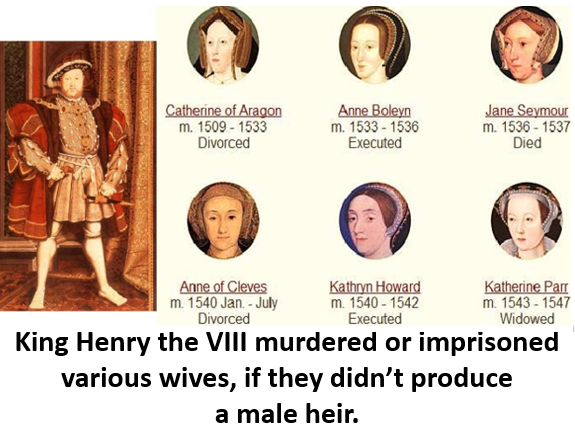 Catherine of Aragon
m. 1509 - 1533
Divorced
Anne Boleyn
m. 1533 - 1536
Executed
Jane Seymour
m. 1536 - 1537
Died
Anne of Cleves
m. 1540 Jan. - July
Divorced
Kathryn Howard
m. 1540 - 1542
Executed
Katherine Parr
m. 1543 - 1547
Widowed
King Henry the VIII murdered or imprisoned
various wives, if they didn’t produce
a male heir.